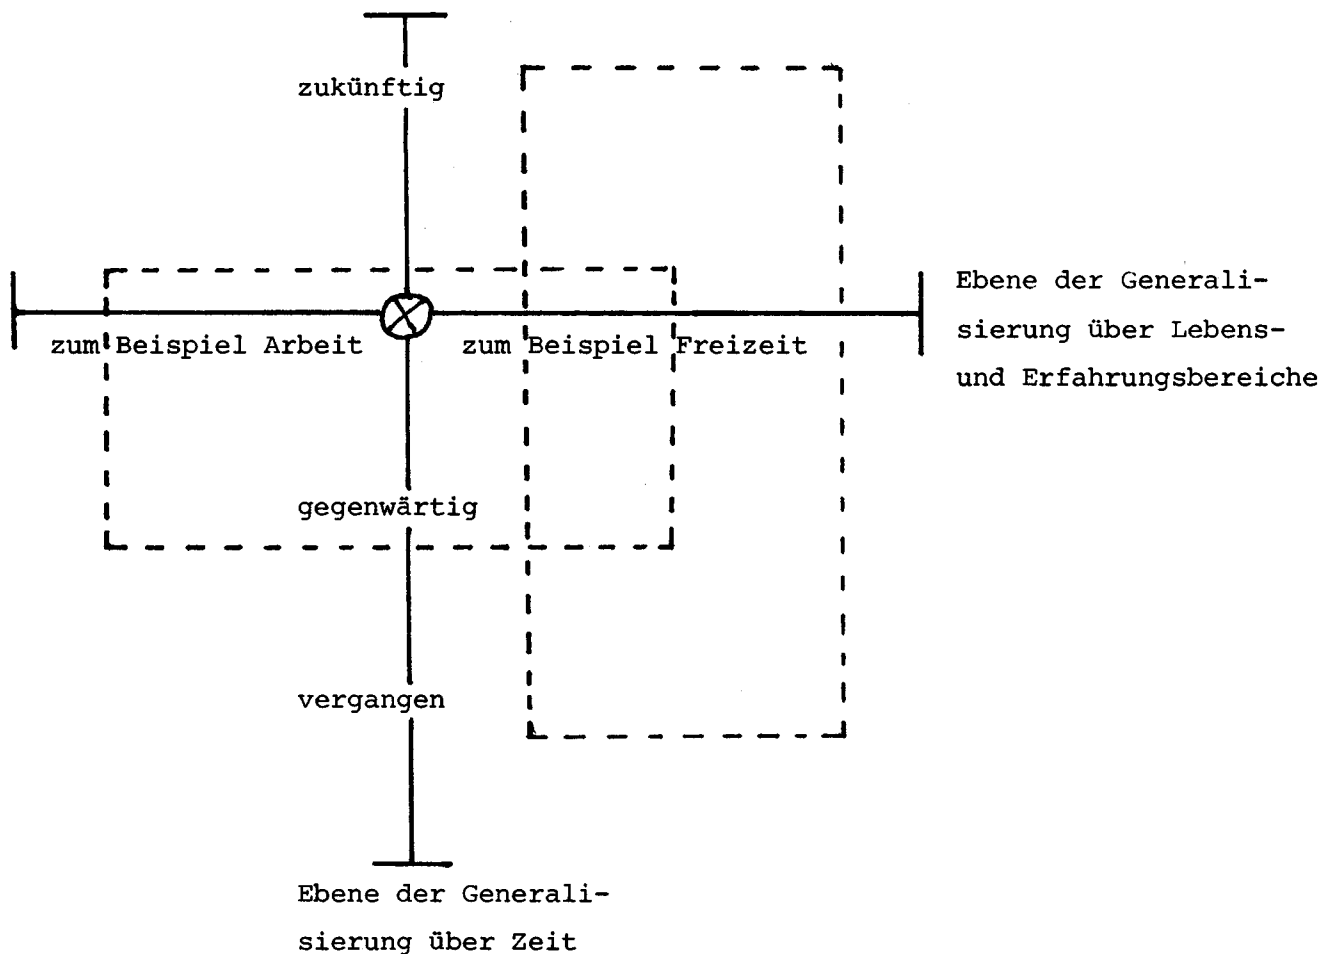 zukünftig
Ebene der Generali-
sierung über Lebens-
und Erfahrungsbereiche
zum Beispiel Arbeit
zum Beispiel Freizeit
gegenwärtig
vergangen
Ebene der Generali-
sierung über Zeit